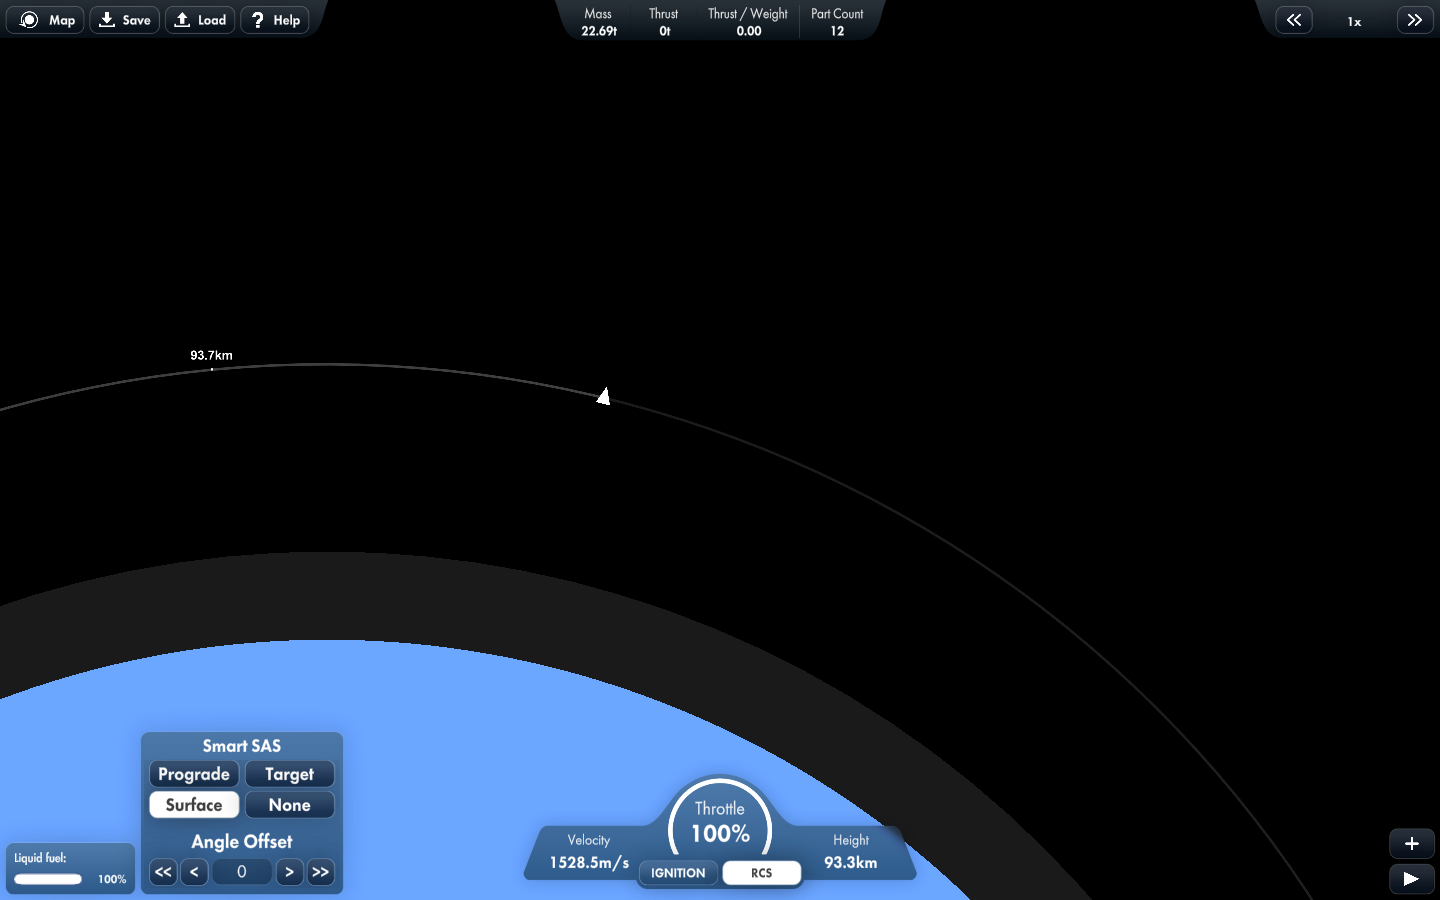 Map
Save
Load
Help
Mass
22.69t
Thrust
0t
Thrust / Weight
0.00
Part Count
12
1x
93.7km
Smart SAS
Prograde
Target
Surface
None
Angle Offset
<<
<
0
>
>>
Liquid fuel:
100%
Throttle
100%
Velocity
1528.5m/s
Height
93.3km
IGNITION
RCS